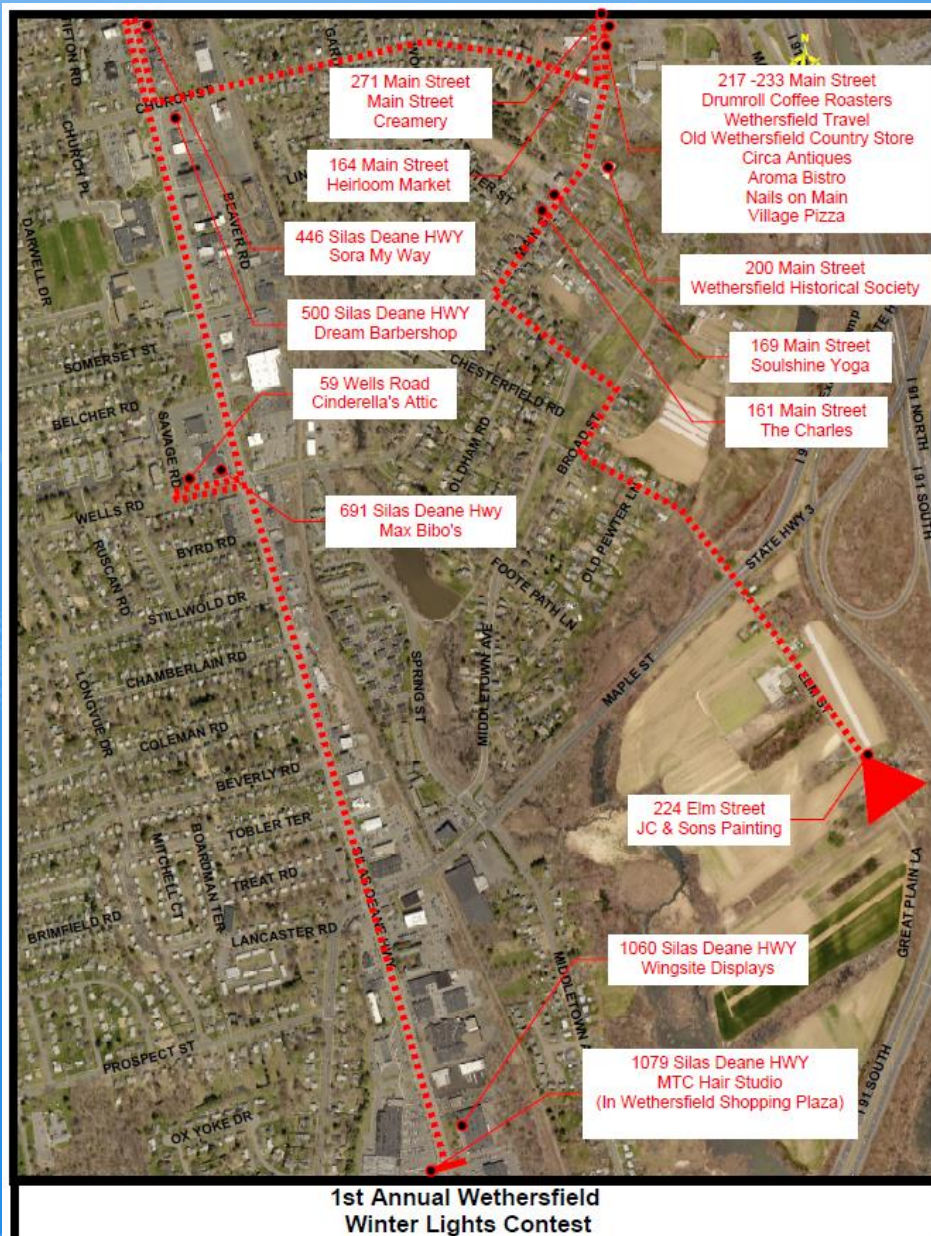 CLIFTON RD
CHURCH ST
CHURCH PL
DARWELL DR
BEAVER RD
N
271 Main Street
Main Street
Creamery
164 Main Street
Heirloom Market
446 Silas Deane HWY
Sora My Way
500 Silas Deane HWY
Dream Barbershop
59 Wells Road
Cinderella's Attic
691 Silas Deane Hwy
Max Bibo's
217 -233 Main Street
Drumroll Coffee Roasters
Wethersfield Travel
Old Wethersfield Country Store
Circa Antiques
Aroma Bistro
Nails on Main
Village Pizza
200 Main Street
Wethersfield Historical Society
169 Main Street
Soulshine Yoga
161 Main Street
The Charles
SOMERSET ST
BELCHER RD
SAVAGE RD
WELLS RD
BYRD RD
RUSCAN RD
STILLWOLD DR
CHAMBERLAIN RD
LONGVUE DR
COLEMAN RD
BEVERLY RD
TOBLER TER
MITCHELL CT
BOARDMAN TER
TREAT RD
BRIMFIELD RD
LANCASTER RD
SILAS DEANE HWY
PROSPECT ST
OX YOKE DR
CHESTERFIELD RD
OLDHAM RD
BROAD ST
OLD PEWTER LN
FOOTE PATH LN
SPRING ST
MIDDLETOWN AVE
MAPLE ST
STATE HWY 3
I 91 NORTH
I 91 SOUTH
ELM ST
224 Elm Street
JC & Sons Painting
GREAT PLAIN LA
1060 Silas Deane HWY
Wingsite Displays
MIDDLETOWN A
1079 Silas Deane HWY
MTC Hair Studio
(In Wethersfield Shopping Plaza)
I 91 SOUTH
1st Annual Wethersfield
Winter Lights Contest